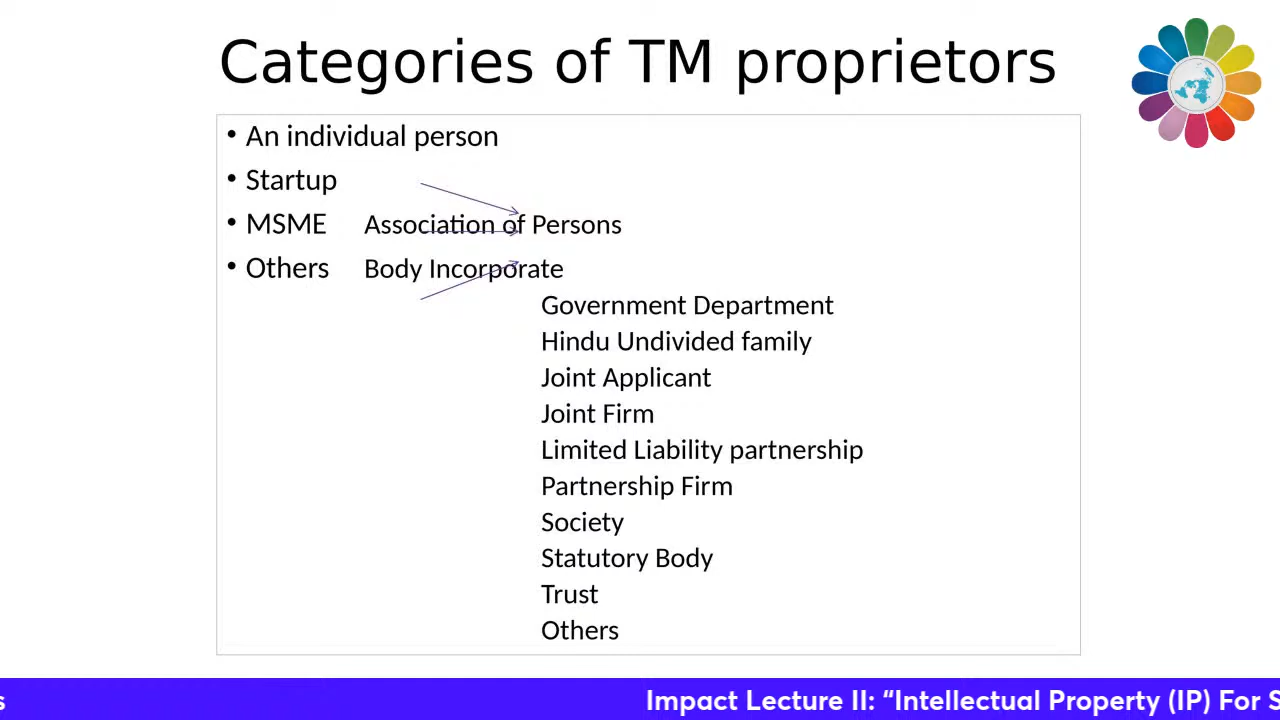 Categories of TM proprietors
• An individual person
• Startup
• MSME Association of Persons
• Others Body Incorporate
Government Department
Hindu Undivided family
Joint Applicant
Joint Firm
Limited Liability partnership
Partnership Firm
Society
Statutory Body
Trust
Others
s Impact Lecture II: “Intellectual Property (IP) For S